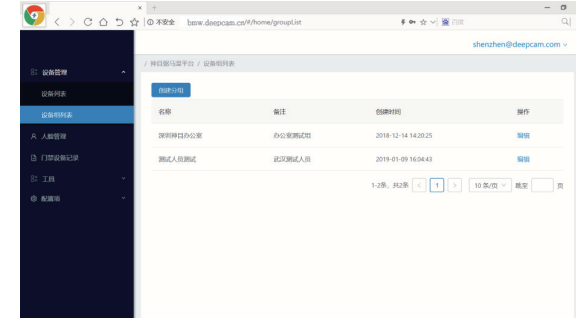 不安全 bmw.deepcam.cn/#/home/groupList
百度
shenzhen@deepcam.com
/ 神目御马监平台 / 设备组列表
设备管理
设备列表
设备组列表
人脸管理
门禁设备记录
工具
配置项
创建分组
名称 备注 创建时间 操作
深圳神目办公室 办公室测试组 2018-12-14 14:20:25 编辑
测试人员测试 武汉测试人员 2019-01-09 16:04:43 编辑
1-2条，共2条 < 1 > 10 条/页 跳至 页